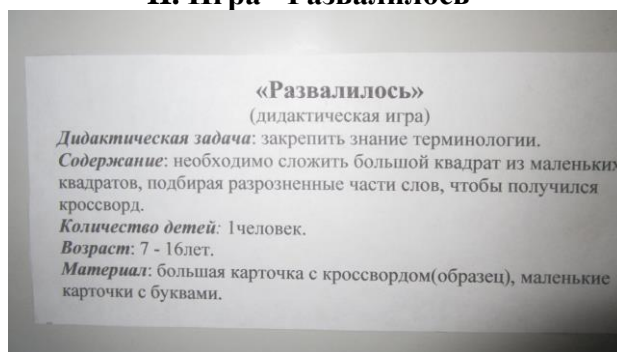 «Развалилось»
(дидактическая игра)
Дидактическая задача: закрепить знание терминологии.
Содержание: необходимо сложить большой квадрат из маленьких
квадратов, подбирая разрозненные части слов, чтобы получился
кроссворд.
Количество детей: 1человек.
Возраст: 7 - 16лет.
Материал: большая карточка с кроссвордом(образец), маленькие
карточки с буквами.